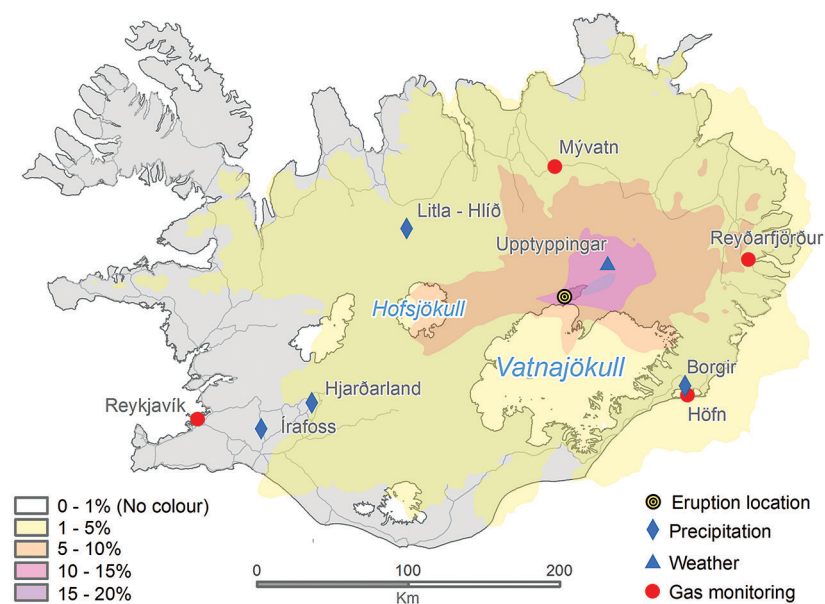 Mývatn
Litla - Hlíð
Upptyppingar
Reyðarfjörður
Hofsjökull
Vatnajökull
Borgir
Höfn
Hjarðarland
Reykjavík
Írafoss
0 - 1% (No colour)
1 - 5%
5 - 10%
10 - 15%
15 - 20%
0 100 200
Km
Eruption location
Precipitation
Weather
Gas monitoring